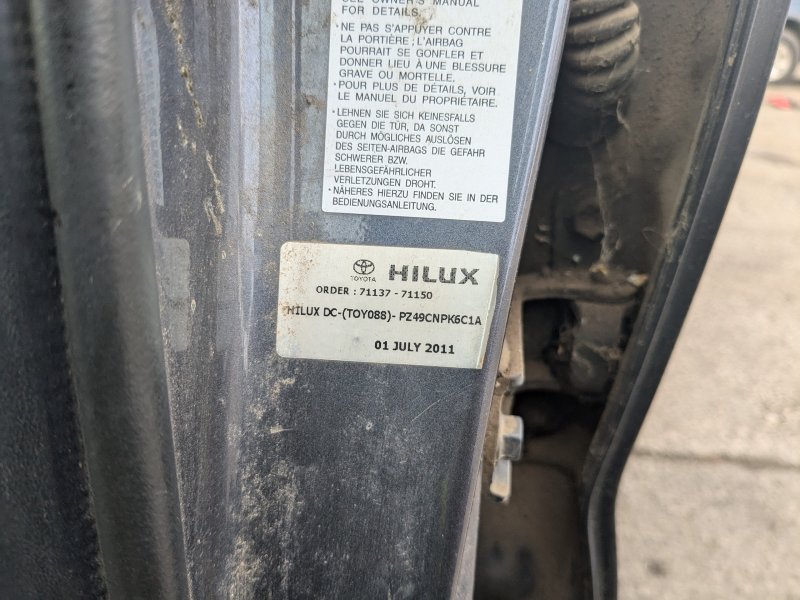 SEE OWNER'S MANUAL
FOR DETAILS.
• NE PAS S'APPUYER CONTRE
LA PORTIÈRE ; L'AIRBAG
POURRAIT SE GONFLER ET
DONNER LIEU À UNE BLESSURE
GRAVE OU MORTELLE.
• POUR PLUS DE DÉTAILS, VOIR
LE MANUEL DU PROPRIÉTAIRE.
• LEHNEN SIE SICH KEINESFALLS
GEGEN DIE TÜR, DA SONST
DURCH MÖGLICHES AUSLÖSEN
DES SEITEN-AIRBAGS DIE GEFAHR
SCHWERER BZW.
LEBENSGEFÄHRLICHER
VERLETZUNGEN DROHT.
• NÄHERES HIERZU FINDEN SIE IN DER
BEDIENUNGSANLEITUNG.
TOYOTA HILUX
ORDER : 71137 - 71150
HILUX DC-(TOY088)- PZ49CNPK6C1A
01 JULY 2011